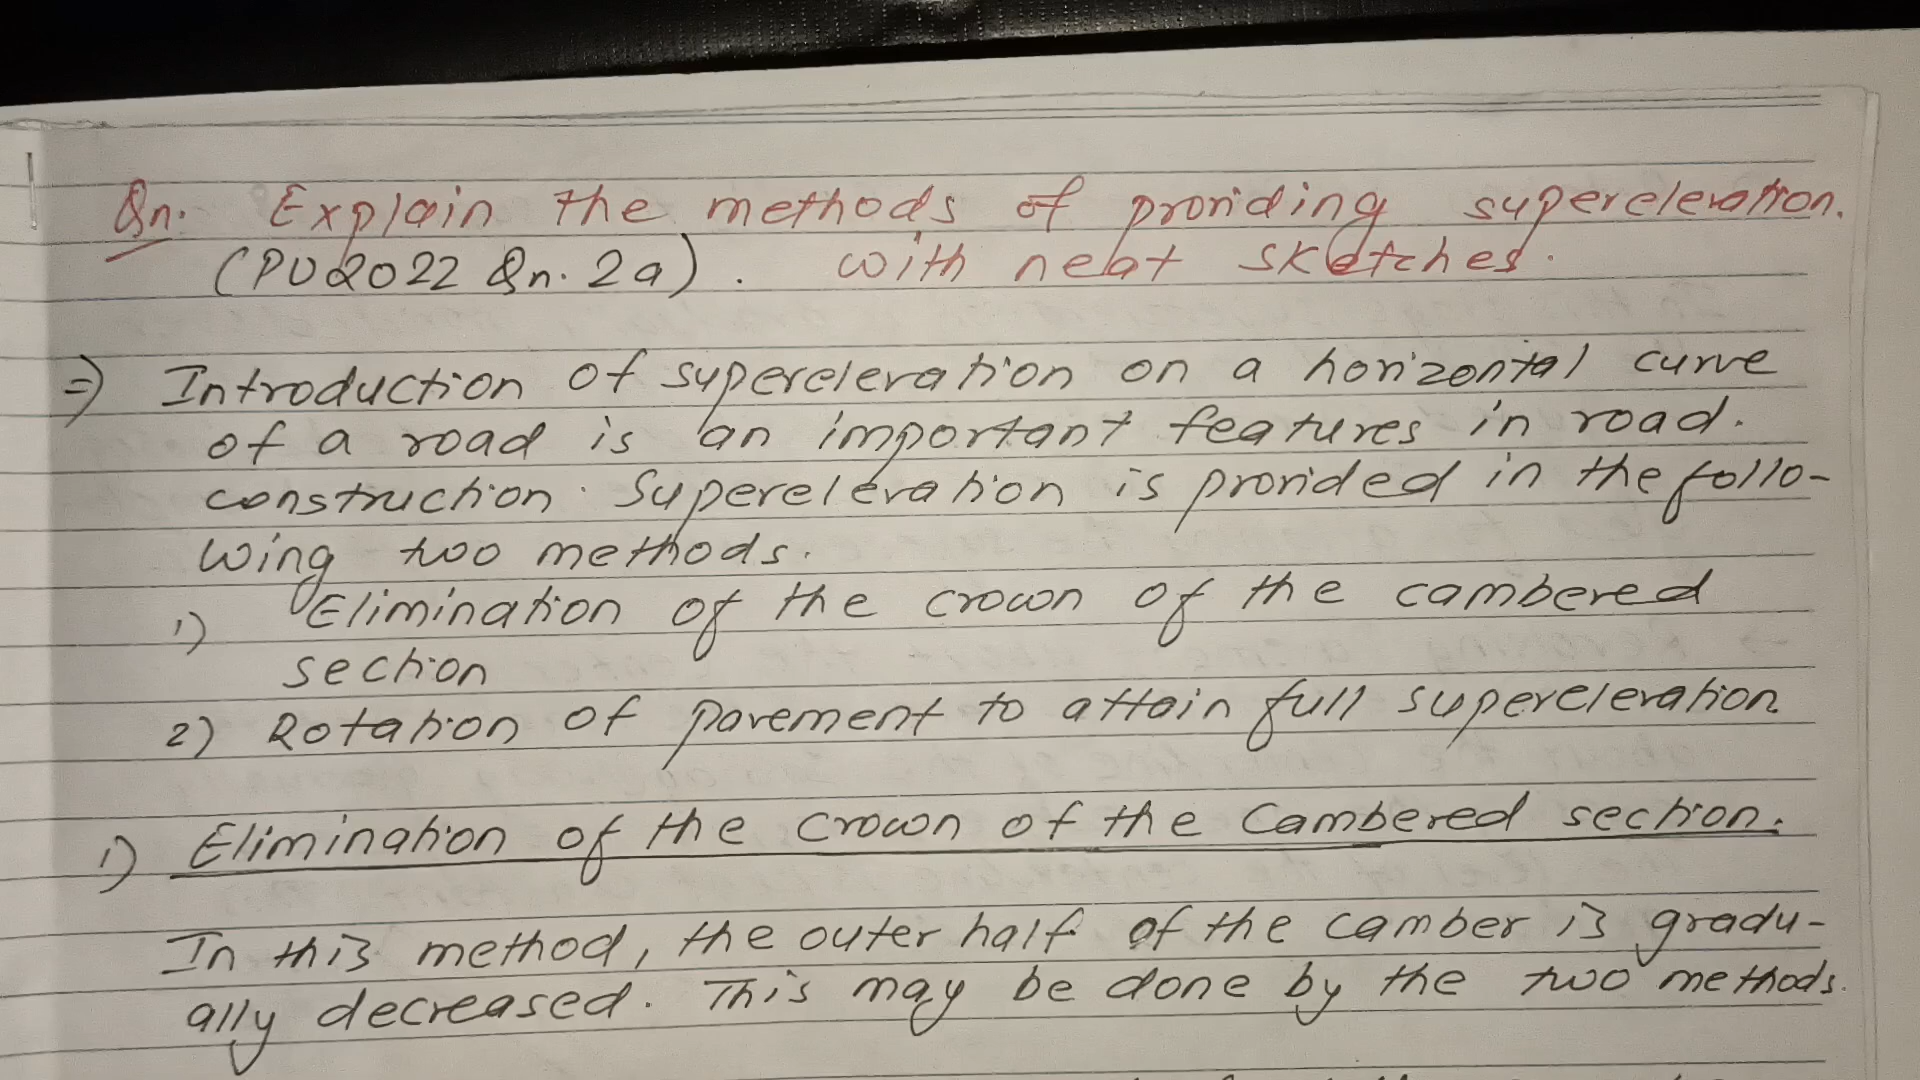 Qn. Explain the methods of providing superelevation.
(PU2022 Qn. 2a). with neat sketches.
⇒ Introduction of superelevation on a horizontal curve
of a road is an important features in road.
construction. Superelevation is provided in the follo-
wing two methods.
1) Elimination of the crown of the cambered
section
2) Rotation of pavement to attain full superelevation
1) Elimination of the crown of the Cambered section.
In this method, the outer half of the camber is gradu-
ally decreased. This may be done by the two methods.